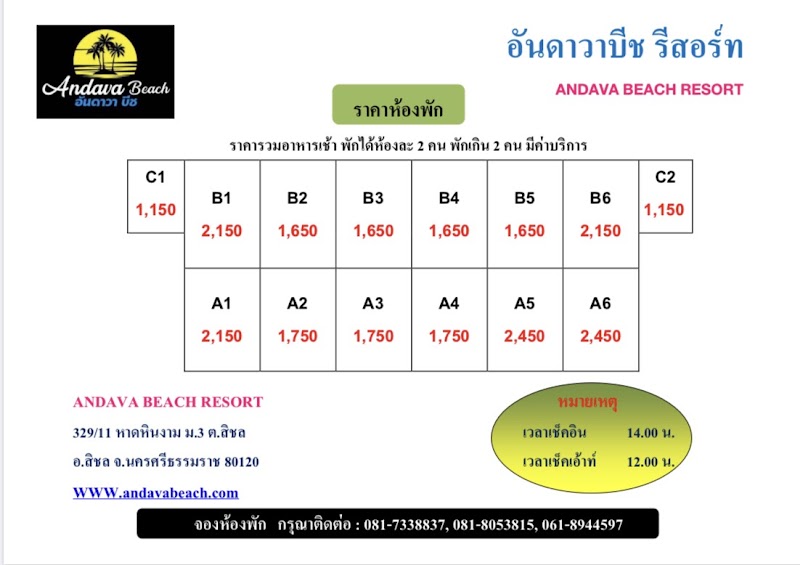 Andava Beach
อันดาวา บีช
อันดาวาบีช รีสอร์ท
ANDAVA BEACH RESORT
ราคาห้องพัก
ราคารวมอาหารเช้า พักได้ห้องละ 2 คน พักเกิน 2 คน มีค่าบริการ
C1 B1 B2 B3 B4 B5 B6 C2
1,150 2,150 1,650 1,650 1,650 1,650 2,150 1,150
A1 A2 A3 A4 A5 A6
2,150 1,750 1,750 1,750 2,450 2,450
ANDAVA BEACH RESORT
329/11 หาดหินงาม ม.3 ต.สิชล
อ.สิชล จ.นครศรีธรรมราช 80120
WWW.andavabeach.com
หมายเหตุ
เวลาเช็คอิน 14.00 น.
เวลาเช็คเอ้าท์ 12.00 น.
จองห้องพัก กรุณาติดต่อ : 081-7338837, 081-8053815, 061-8944597